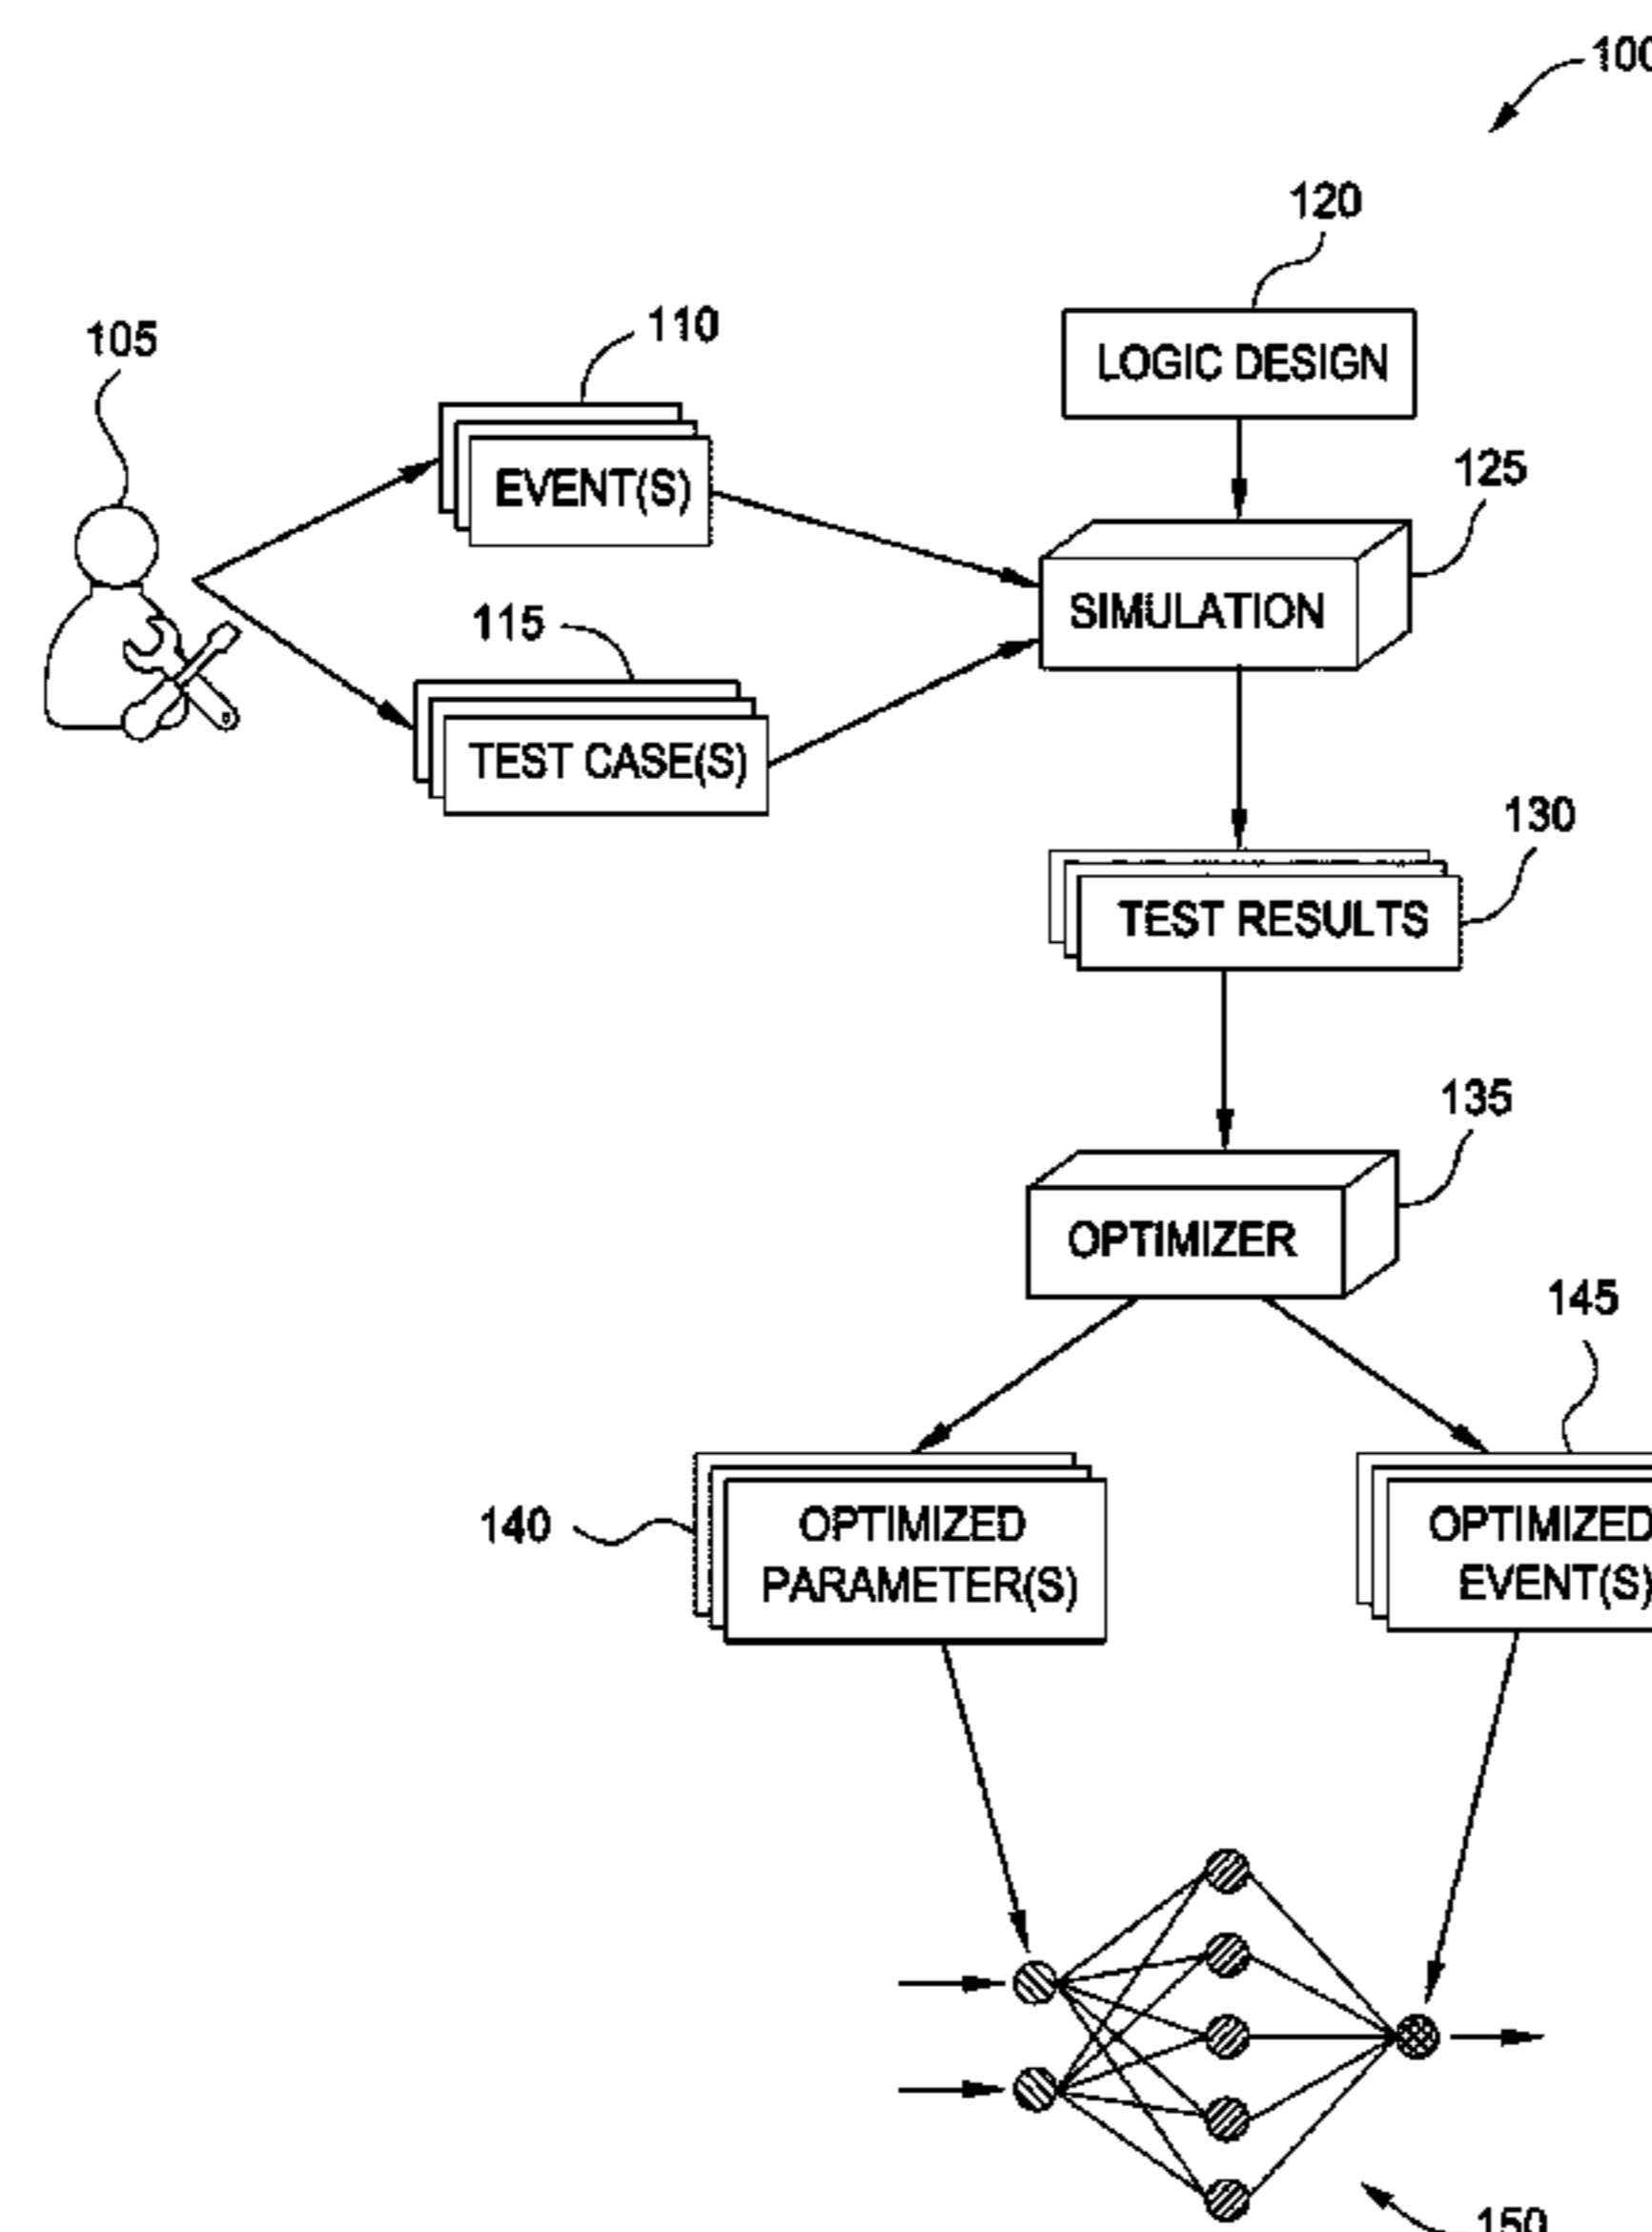 100
120
LOGIC DESIGN
105
110
EVENT(S)
125
SIMULATION
115
TEST CASE(S)
130
TEST RESULTS
135
OPTIMIZER
145
140
OPTIMIZED
PARAMETER(S)
OPTIMIZED
EVENT(S)
150